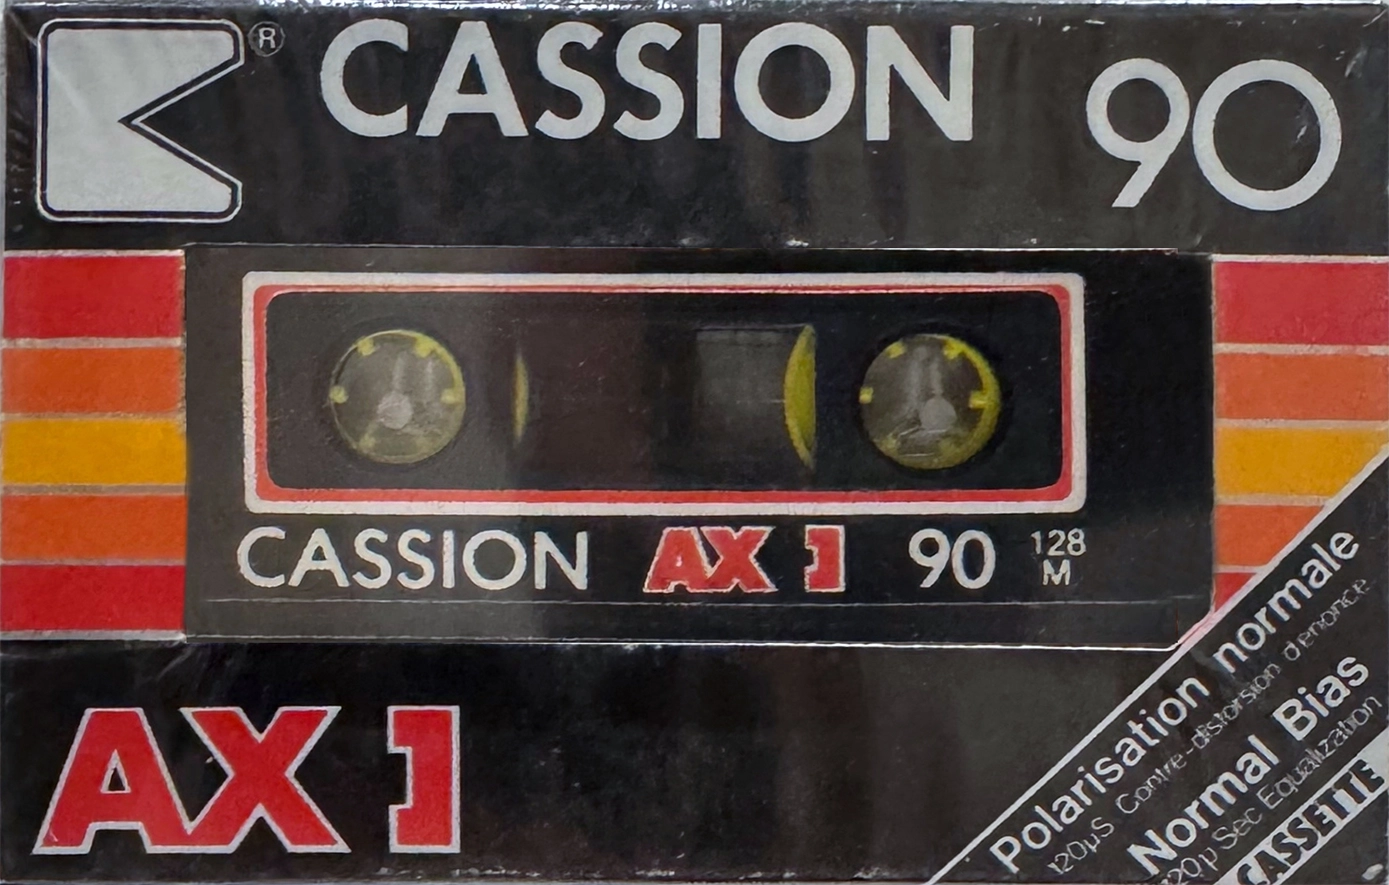 ® CASSION 90
CASSION AX 1 90 128 M
AX 1
Polarisation normale
120µS Contre-distorsion denonce
Normal Bias
120µ Sec Equalization
CASSETTE